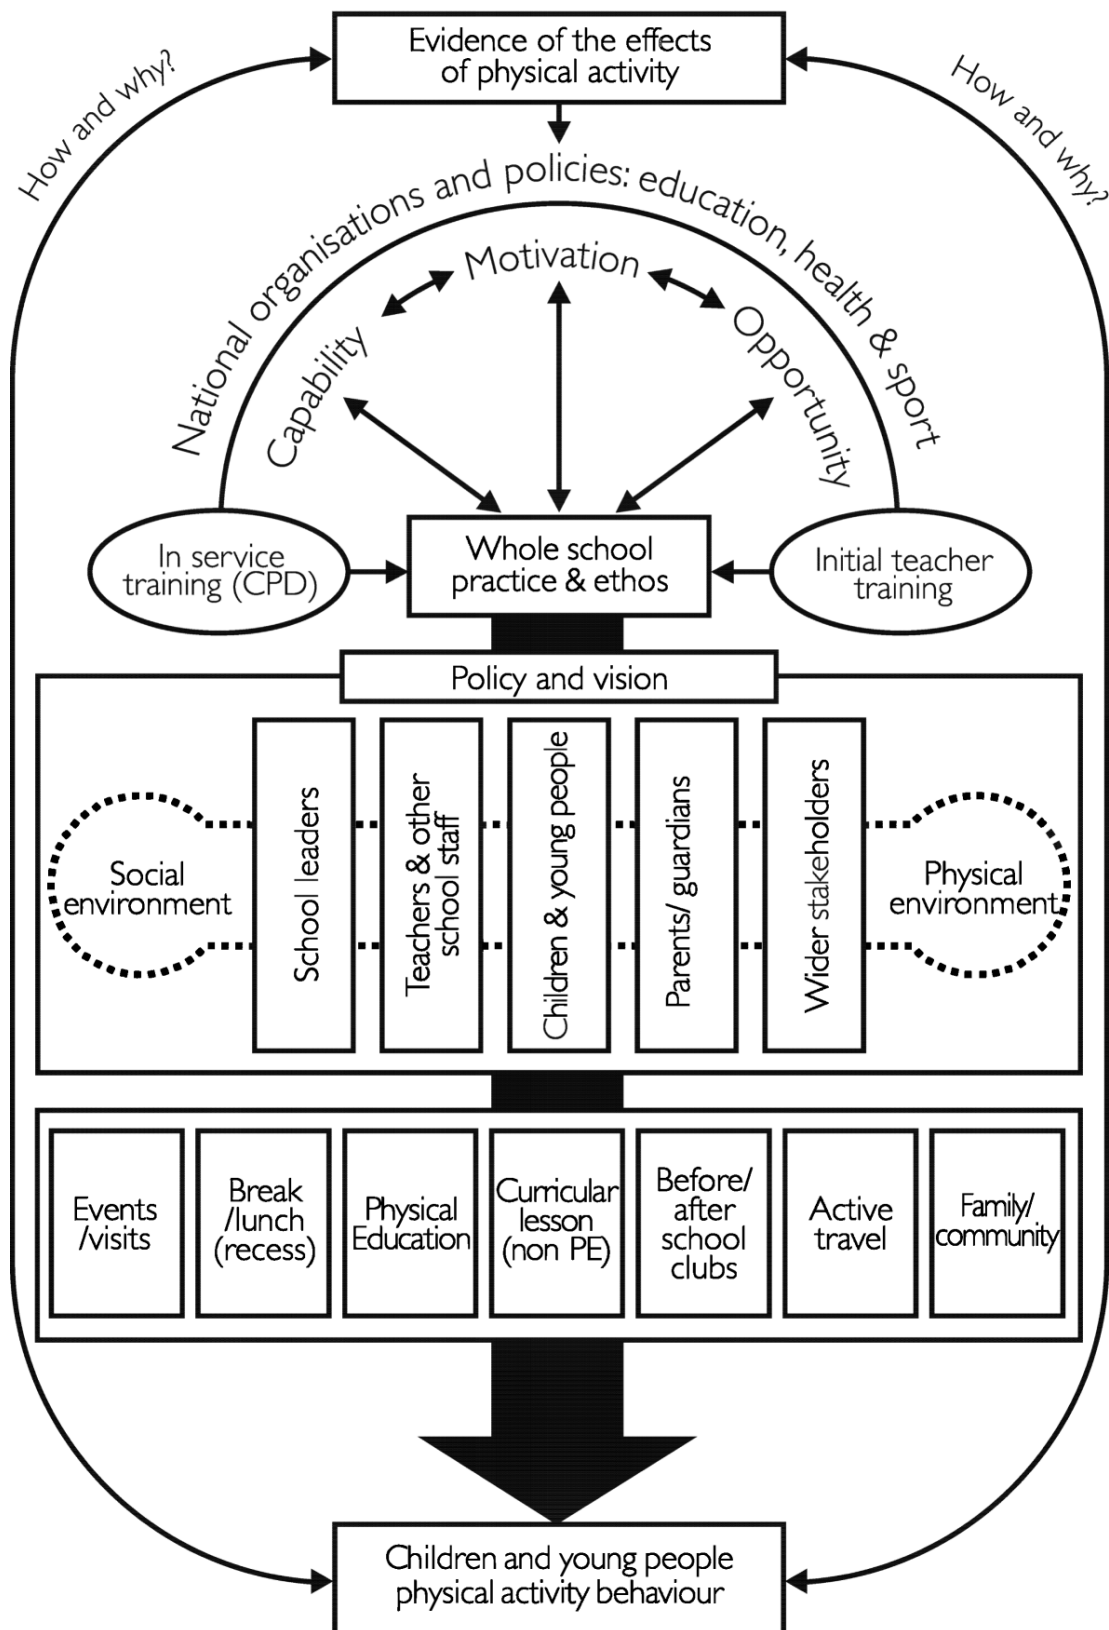 Evidence of the effects
of physical activity
How and why?
How and why?
National organisations and policies: education, health & sport
Motivation
Capability
Opportunity
In service
training (CPD)
Whole school
practice & ethos
Initial teacher
training
Policy and vision
Social
environment
School leaders
Teachers & other
school staff
Children & young people
Parents/ guardians
Wider stakeholders
Physical
environment
Events
/visits
Break
/lunch
(recess)
Physical
Education
Curricular
lesson
(non PE)
Before/
after
school
clubs
Active
travel
Family/
community
Children and young people
physical activity behaviour